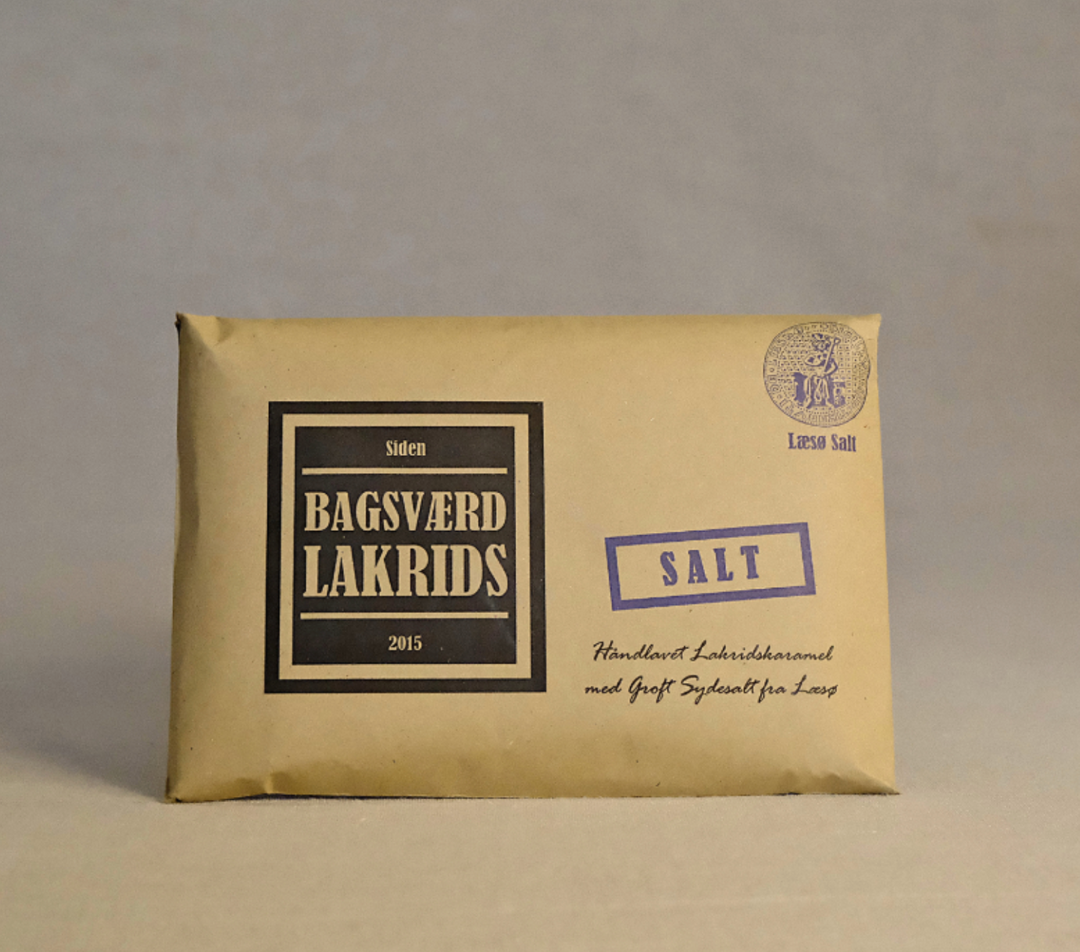 Siden
BAGSVÆRD
LAKRIDS
2015
Læsø Salt
SALT
Håndlavet Lakridskaramel
med Groft Sydesalt fra Læsø